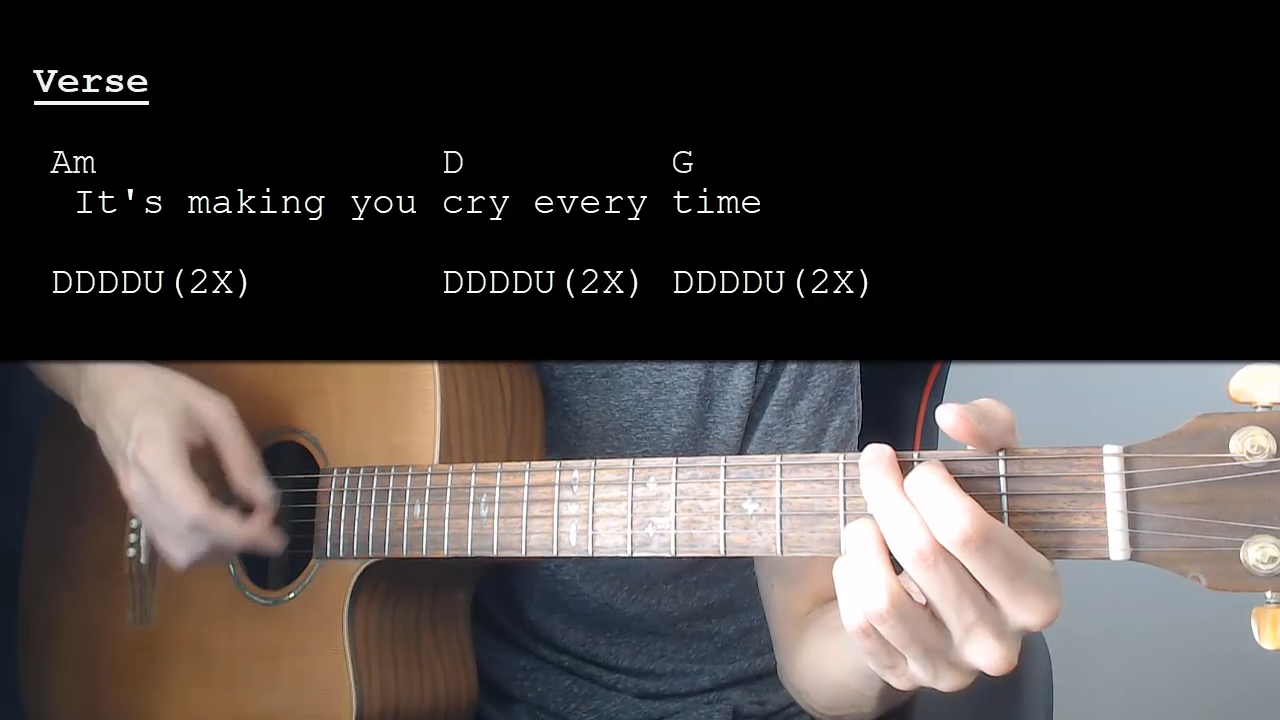 Verse
Am D G
It's making you cry every time
DDDDU(2X) DDDDU(2X) DDDDU(2X)